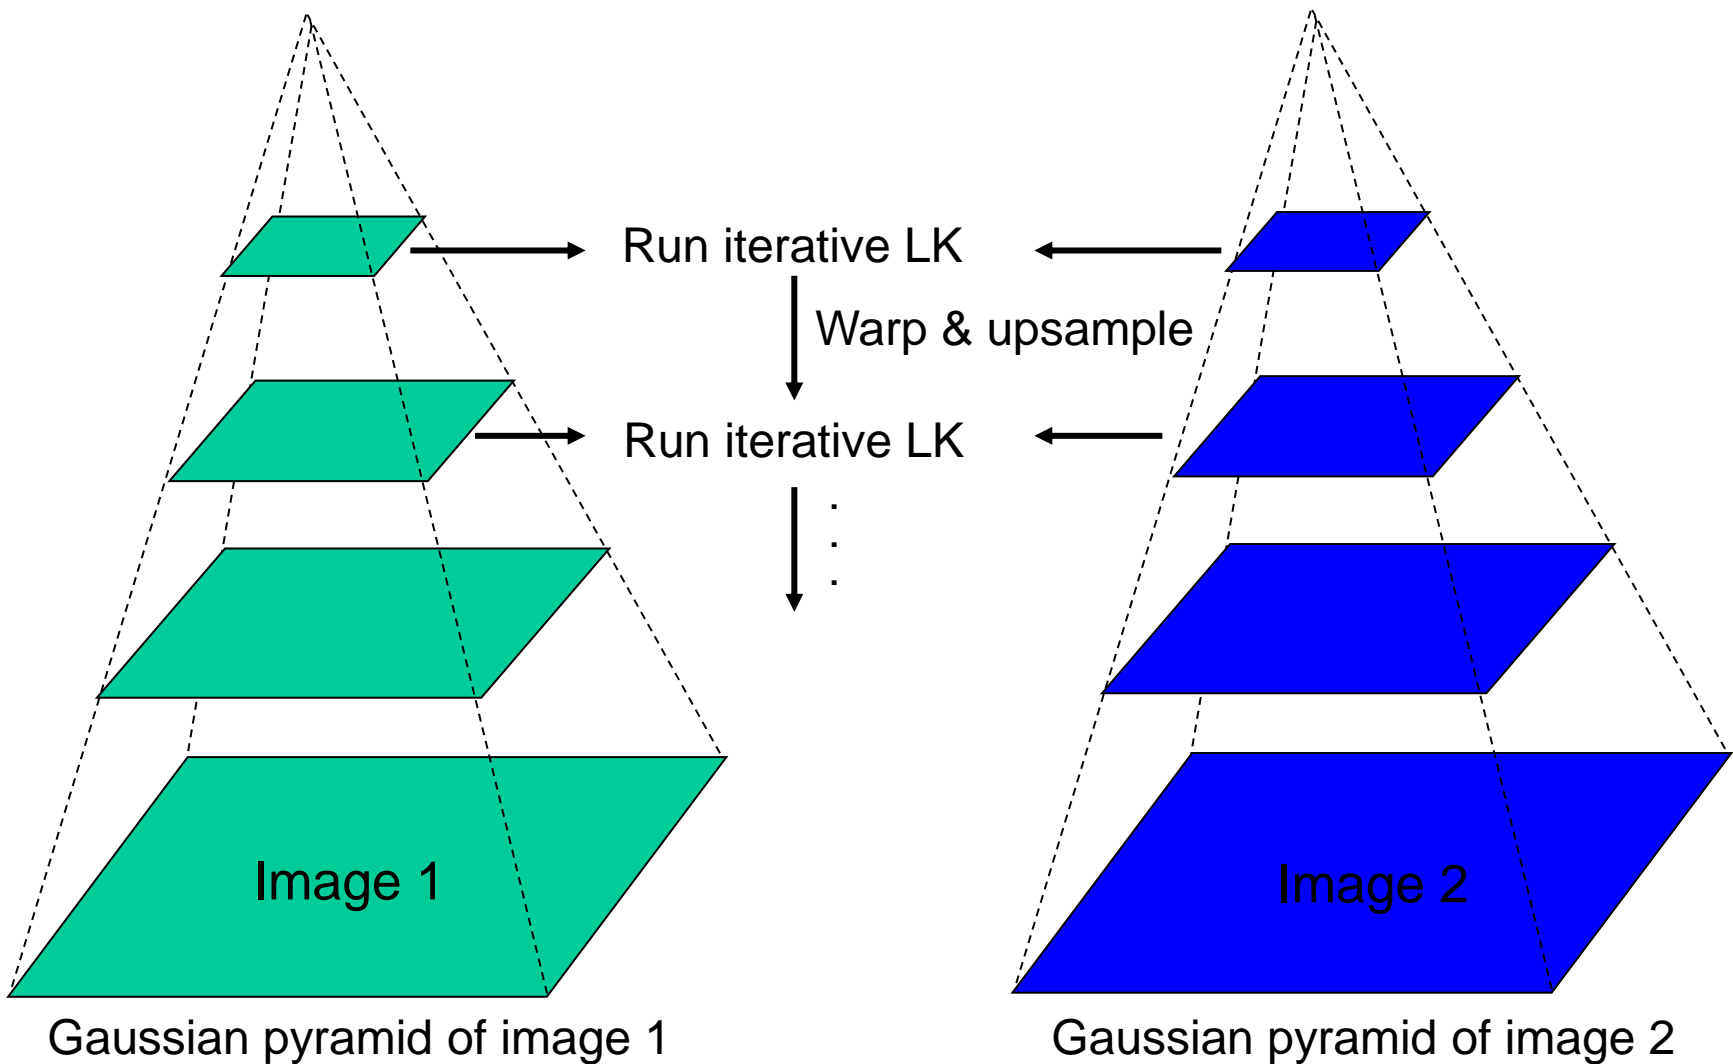 Run iterative LK
Warp & upsample
Run iterative LK
.
.
.
Image 1
Image 2
Gaussian pyramid of image 1
Gaussian pyramid of image 2